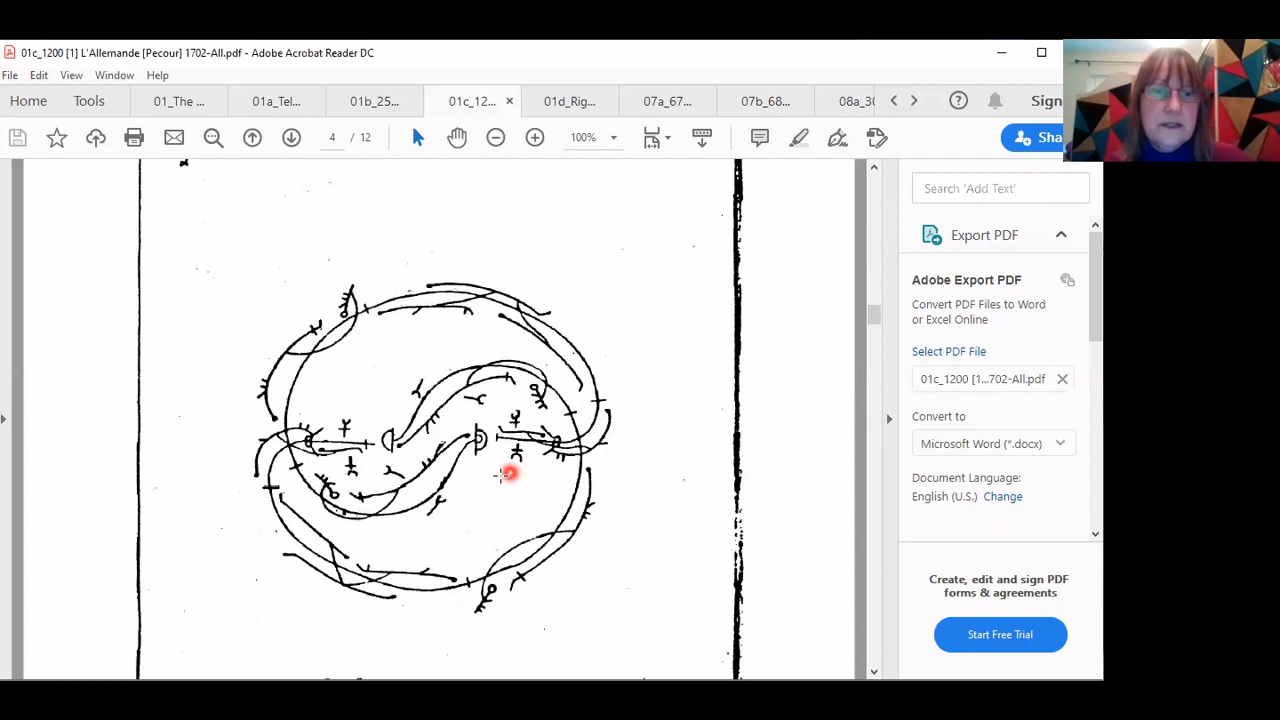 01c_1200 [1] L'Allemande [Pecour] 1702-All.pdf - Adobe Acrobat Reader DC
File Edit View Window Help
Home Tools 01_The ... 01a_Tel... 01b_25... 01c_12... 01d_Rig... 07a_67... 07b_68... 08a_30 Sign
4 / 12 100% Sha
Search 'Add Text'
Export PDF
Adobe Export PDF
Convert PDF Files to Word
or Excel Online
Select PDF File
01c_1200 [1...702-All.pdf
Convert to
Microsoft Word (*.docx)
Document Language:
English (U.S.) Change
Create, edit and sign PDF
forms & agreements
Start Free Trial